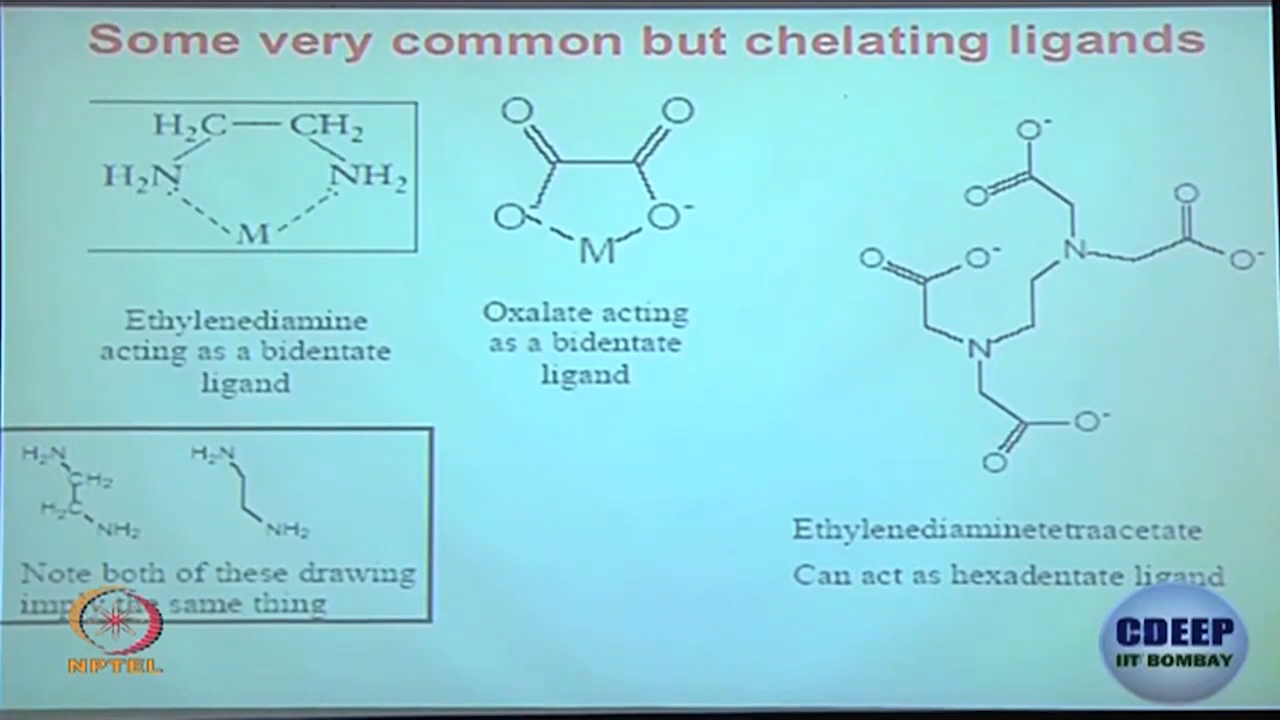 Some very common but chelating ligands
H₂C — CH₂
H₂N NH₂
M
Ethylenediamine
acting as a bidentate
ligand
O O
O O⁻
M
Oxalate acting
as a bidentate
ligand
O⁻
O
N
O
O⁻
O
O⁻
N
O⁻
O
Ethylenediaminetetraacetate
Can act as hexadentate ligand
H₂N
CH₂
H₂C
NH₂
H₂N
NH₂
Note both of these drawing
imply the same thing
NPTEL
CDEEP
IIT BOMBAY